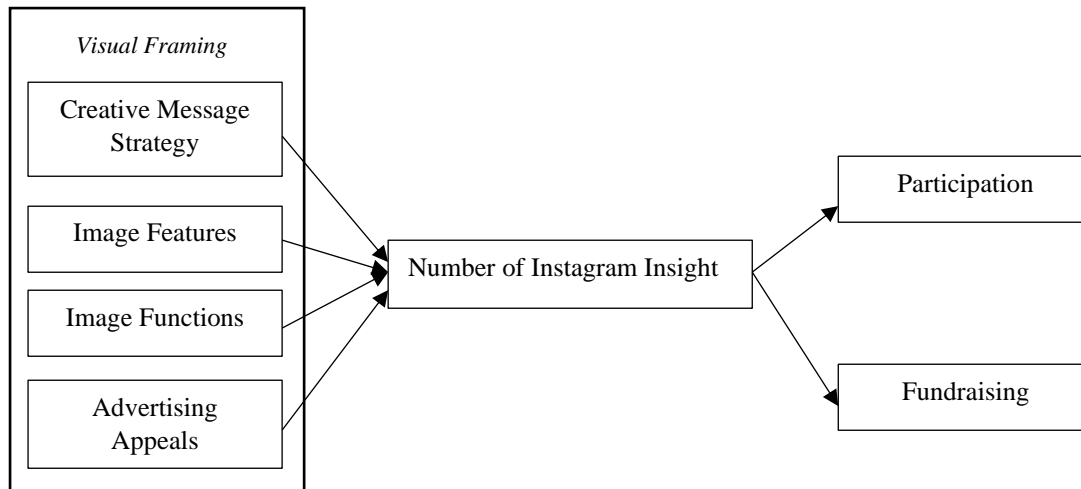 Visual Framing
Creative Message
Strategy
Image Features
Image Functions
Advertising
Appeals
Number of Instagram Insight
Participation
Fundraising